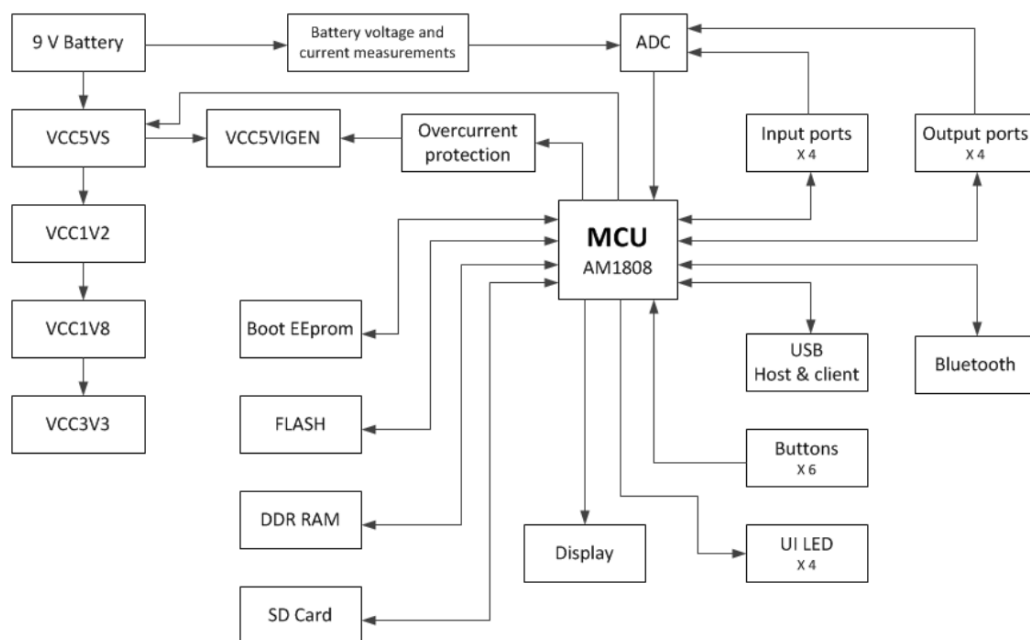 9 V Battery
Battery voltage and
current measurements
ADC
VCC5VS
VCC5VIGEN
Overcurrent
protection
Input ports
X 4
Output ports
X 4
VCC1V2
MCU
AM1808
VCC1V8
Boot EEprom
USB
Host & client
Bluetooth
VCC3V3
FLASH
Buttons
X 6
DDR RAM
Display
UI LED
X 4
SD Card